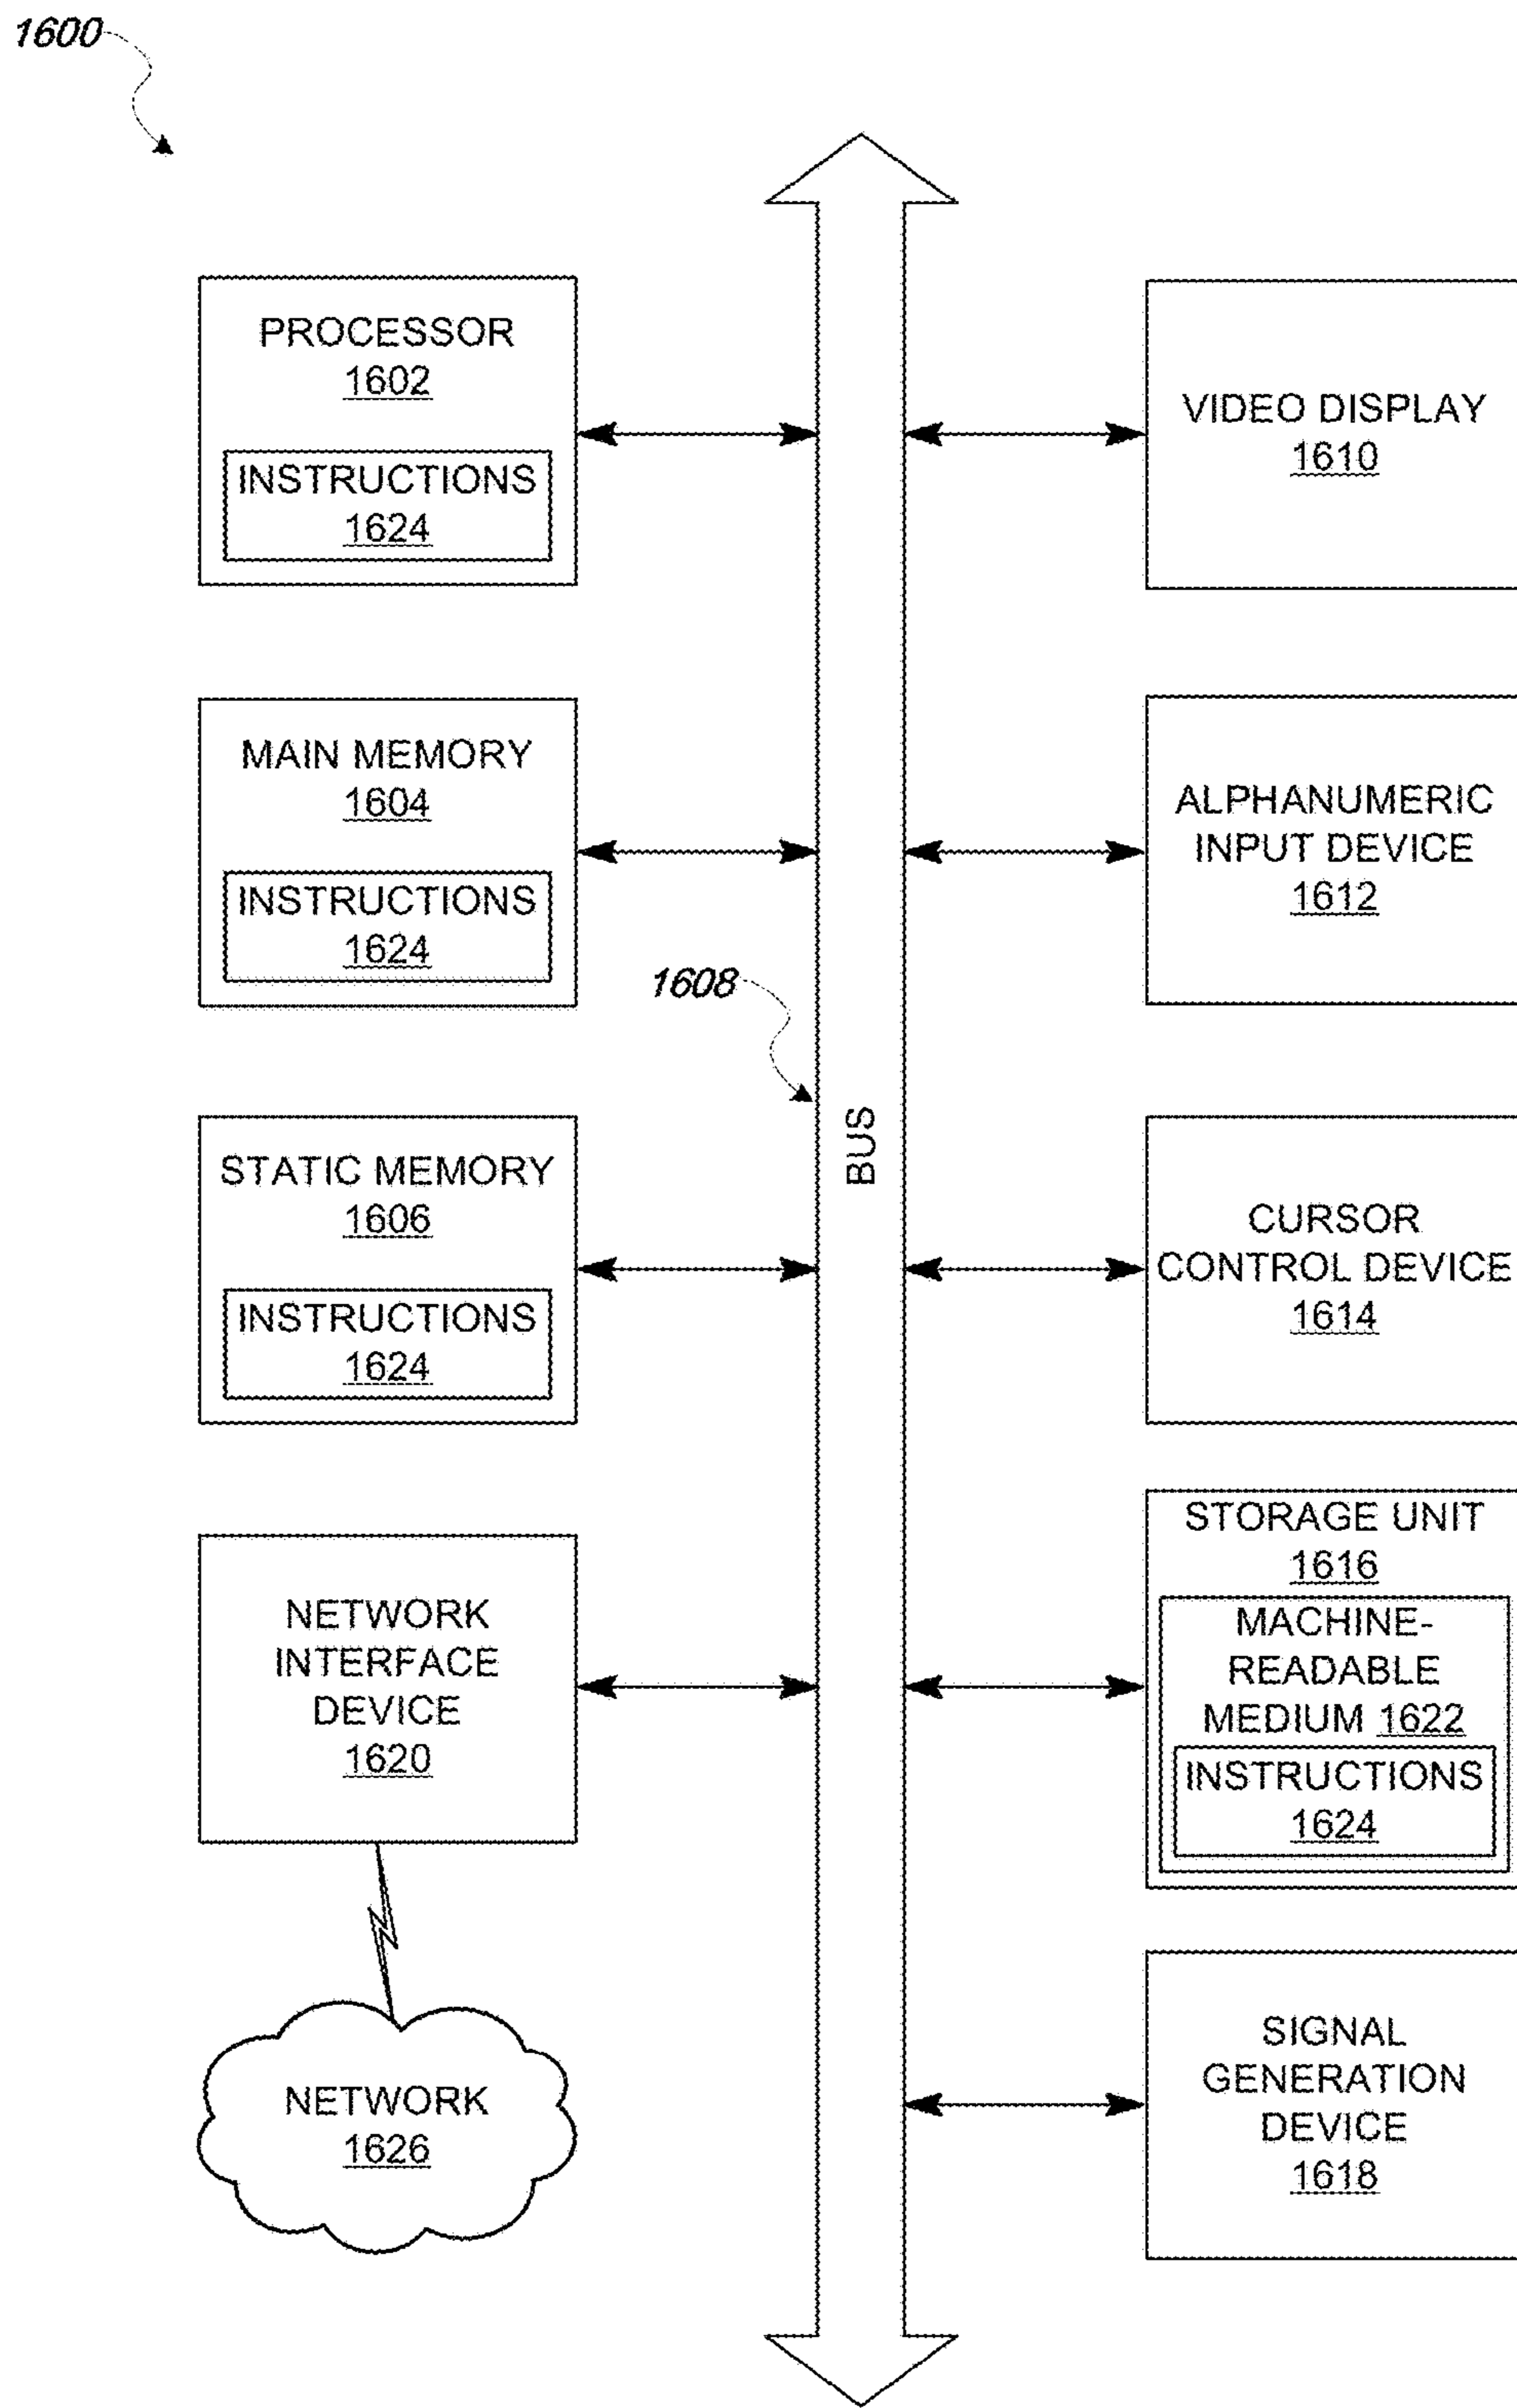 1600
PROCESSOR
1602
INSTRUCTIONS
1624
MAIN MEMORY
1604
INSTRUCTIONS
1624
STATIC MEMORY
1606
INSTRUCTIONS
1624
NETWORK
INTERFACE
DEVICE
1620
NETWORK
1626
1608
BUS
VIDEO DISPLAY
1610
ALPHANUMERIC
INPUT DEVICE
1612
CURSOR
CONTROL DEVICE
1614
STORAGE UNIT
1616
MACHINE-
READABLE
MEDIUM 1622
INSTRUCTIONS
1624
SIGNAL
GENERATION
DEVICE
1618